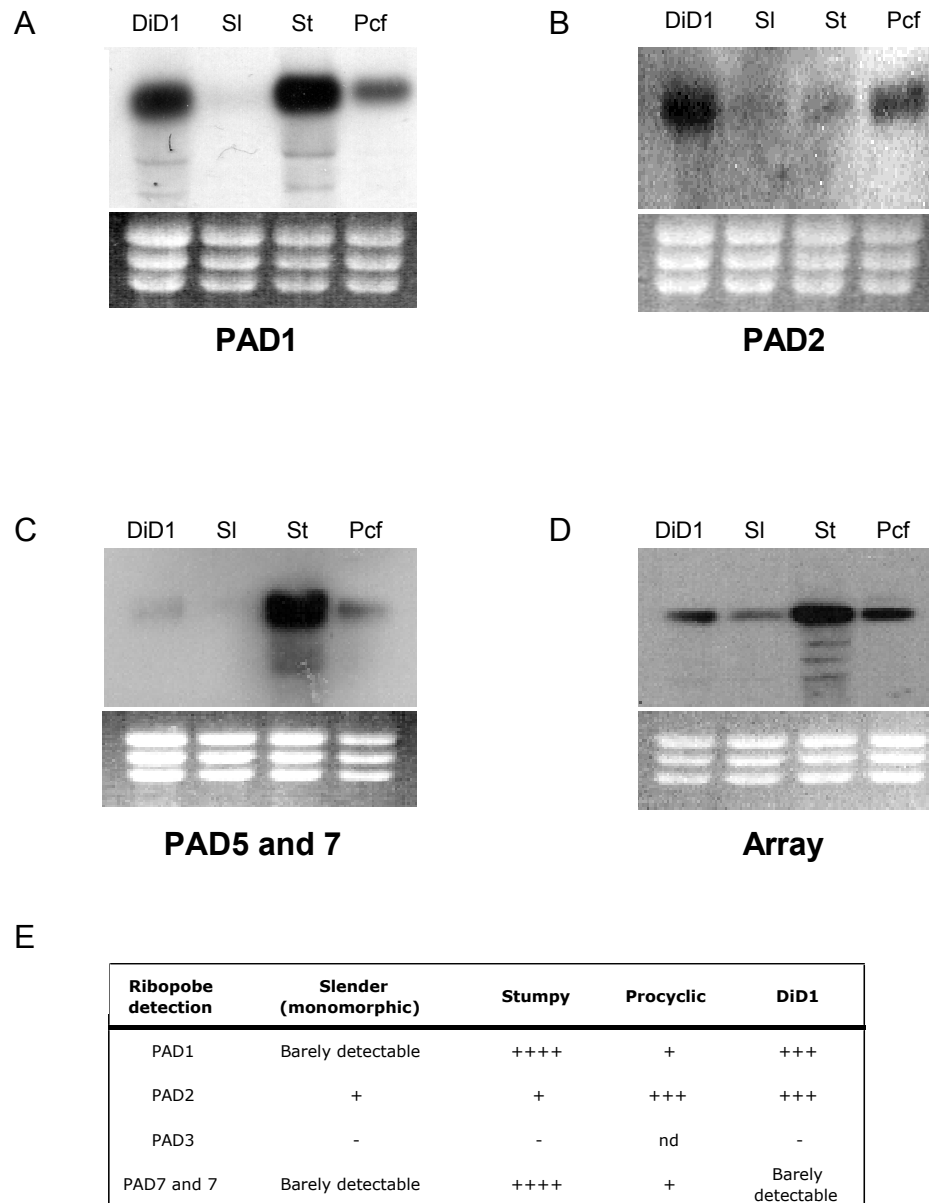 A
DiD1 Sl St Pcf
PAD1
B
DiD1 Sl St Pcf
PAD2
C
DiD1 Sl St Pcf
PAD5 and 7
D
DiD1 Sl St Pcf
Array
E
Ribopobe Slender
detection (monomorphic) Stumpy Procyclic DiD1
PAD1 Barely detectable ++++ + +++
PAD2 + + +++ +++
PAD3 - - nd -
PAD7 and 7 Barely detectable ++++ + Barely
detectable